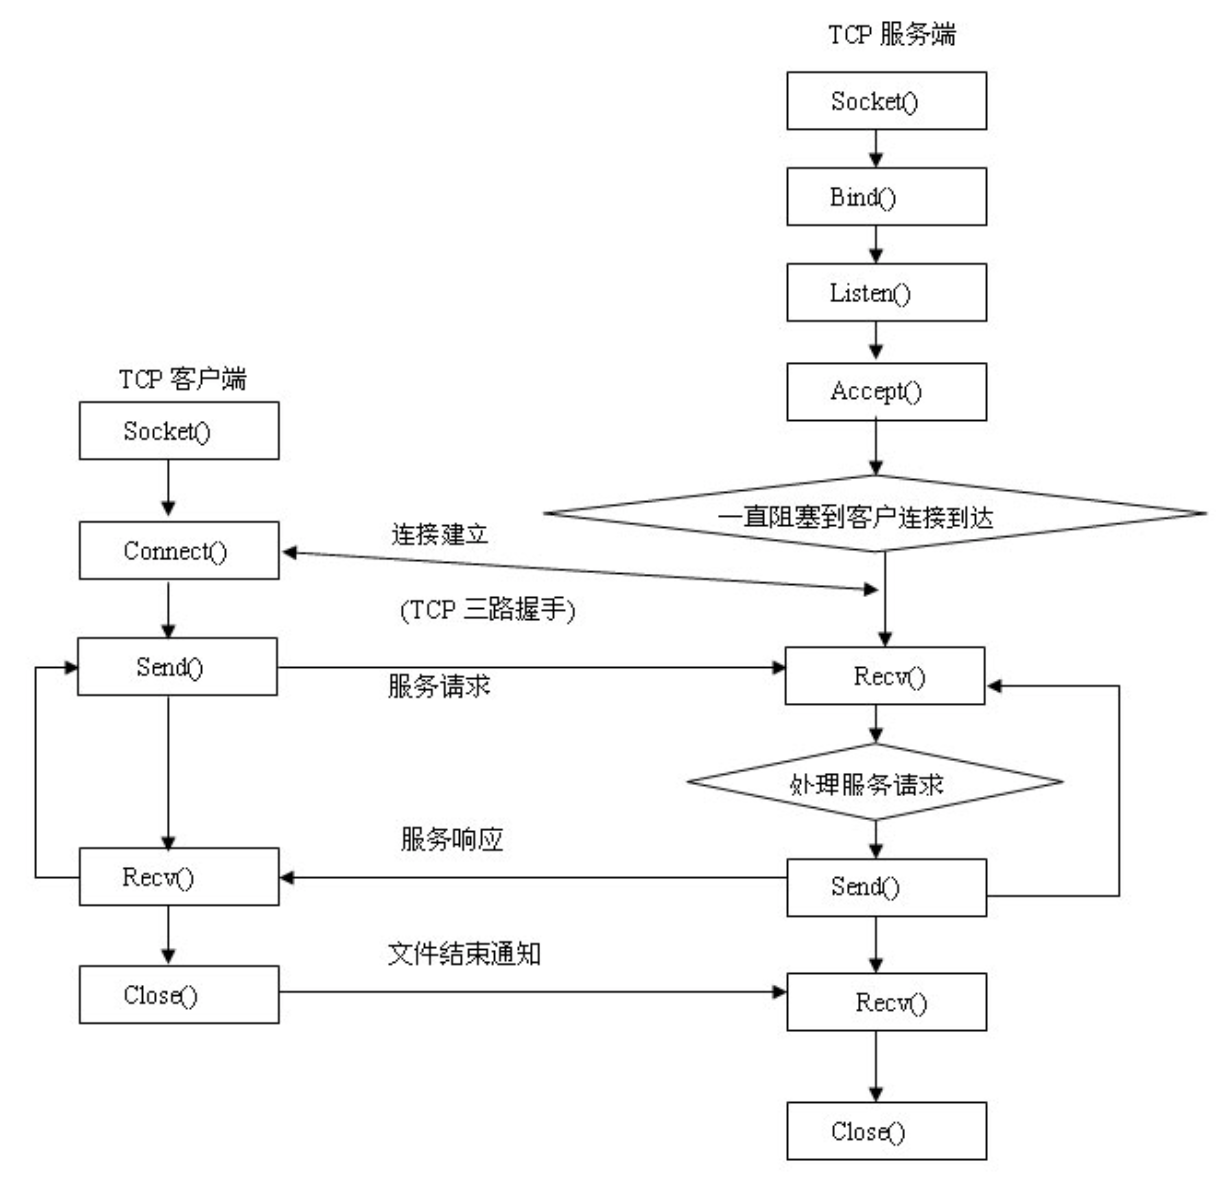 TCP 服务端
Socket()
Bind()
Listen()
Accept()
一直阻塞到客户连接到达
TCP 客户端
Socket()
Connect()
连接建立
(TCP 三路握手)
Send()
服务请求
Recv()
处理服务请求
服务响应
Recv()
Send()
文件结束通知
Close()
Recv()
Close()